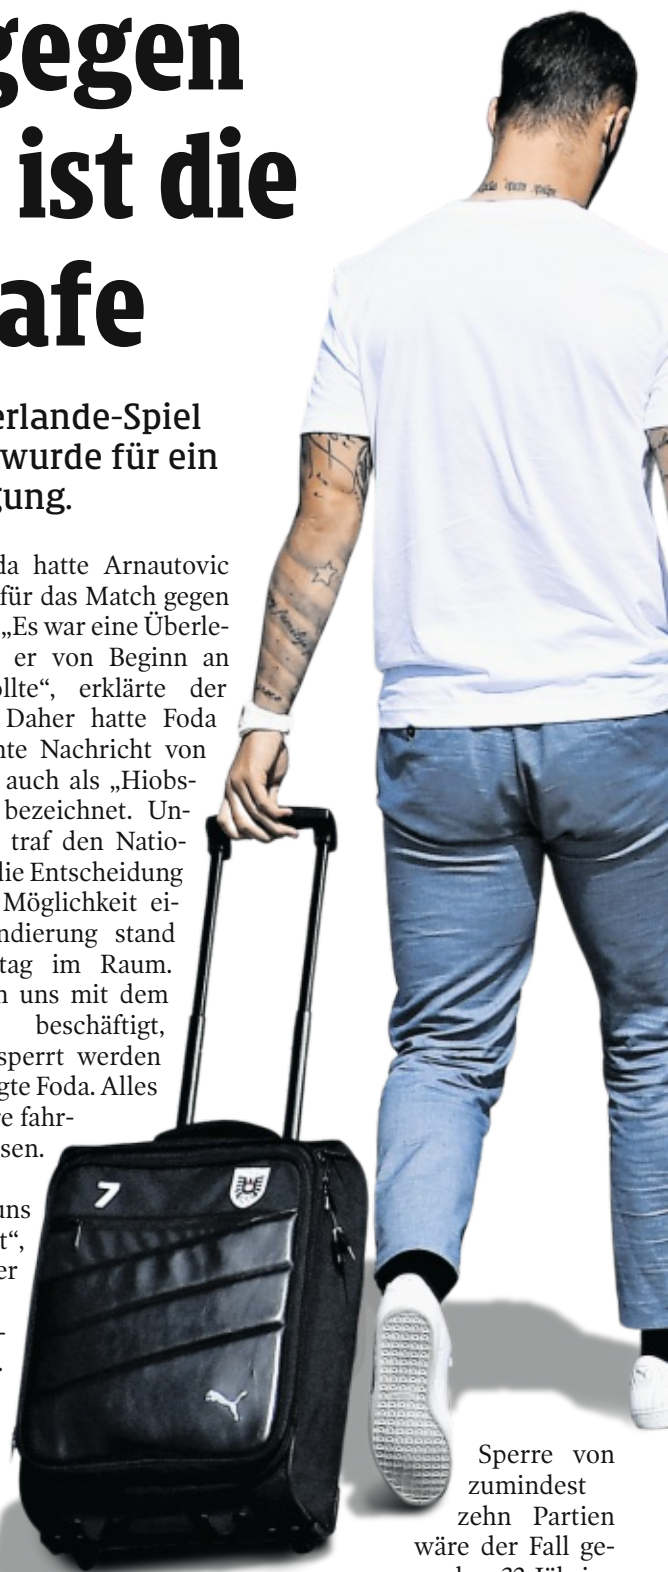 gegen
ist die
afe
erlande-Spiel
wurde für ein
gung.
da hatte Arnautovic
für das Match gegen
„Es war eine Überle-
er von Beginn an
ollte“, erklärte der
Daher hatte Foda
nte Nachricht von
auch als „Hiobs-
bezeichnet. Un-
traf den Natio-
die Entscheidung
Möglichkeit ei-
ndierung stand
tag im Raum.
n uns mit dem
beschäftigt,
sperrt werden
gte Foda. Alles
re fahr-
sen.
uns
t“,
er
-
.
7
Sperre von
zumindest
zehn Partien
wäre der Fall ge-